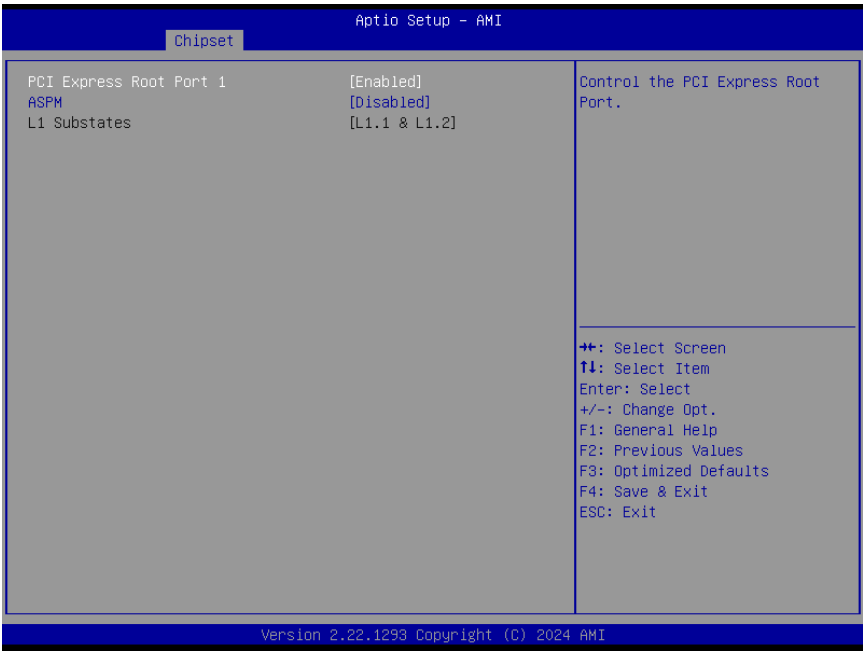 Aptio Setup – AMI
Chipset
PCI Express Root Port 1 [Enabled]
ASPM [Disabled]
L1 Substates [L1.1 & L1.2]
Control the PCI Express Root
Port.
→←: Select Screen
↑↓: Select Item
Enter: Select
+/-: Change Opt.
F1: General Help
F2: Previous Values
F3: Optimized Defaults
F4: Save & Exit
ESC: Exit
Version 2.22.1293 Copyright (C) 2024 AMI